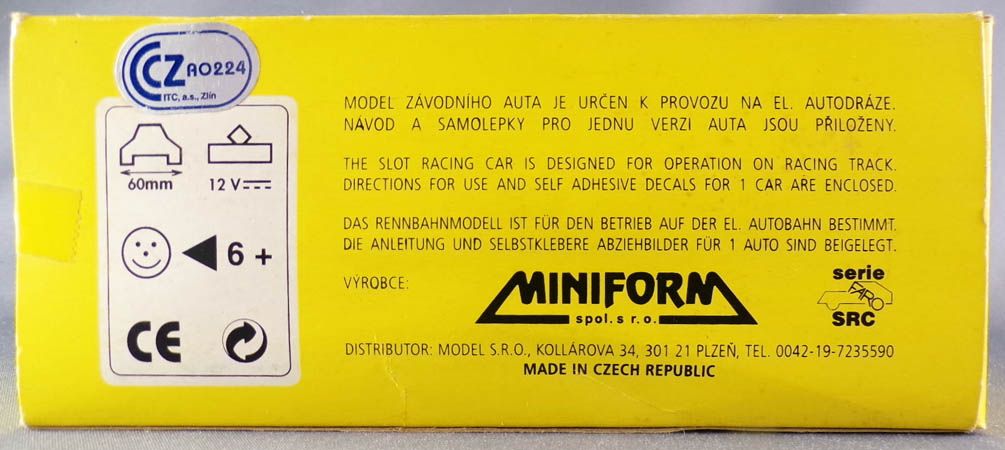 CCZ AO224
ITC, a.s., Zlín
60mm
12 V
6 +
CE
MODEL ZÁVODNÍHO AUTA JE URČEN K PROVOZU NA EL. AUTODRÁZE.
NÁVOD A SAMOLEPKY PRO JEDNU VERZI AUTA JSOU PŘILOŽENY.
THE SLOT RACING CAR IS DESIGNED FOR OPERATION ON RACING TRACK.
DIRECTIONS FOR USE AND SELF ADHESIVE DECALS FOR 1 CAR ARE ENCLOSED.
DAS RENNBAHNMODELL IST FÜR DEN BETRIEB AUF DER EL. AUTOBAHN BESTIMMT.
DIE ANLEITUNG UND SELBSTKLEBERE ABZIEHBILDER FÜR 1 AUTO SIND BEIGELEGT.
VÝROBCE:
MINIFORM
spol. s r.o.
serie
FARO
SRC
DISTRIBUTOR: MODEL S.R.O., KOLLÁROVA 34, 301 21 PLZEŇ, TEL. 0042-19-7235590
MADE IN CZECH REPUBLIC